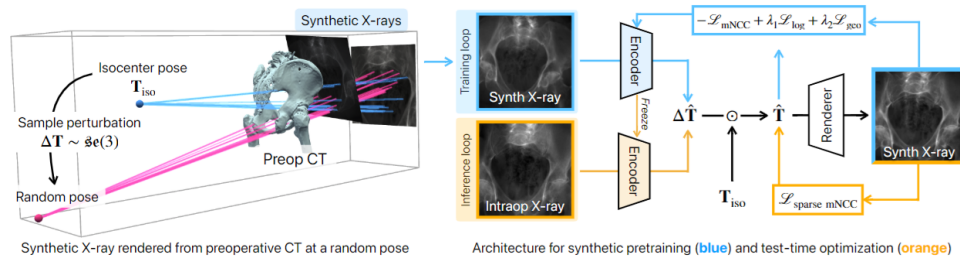 Synthetic X-rays
Isocenter pose
T_iso
Sample perturbation
ΔT ~ 𝔰𝔢(3)
Random pose
Preop CT
Synthetic X-ray rendered from preoperative CT at a random pose
Training loop
Synth X-ray
Encoder
Freeze
Inference loop
Intraop X-ray
Encoder
ΔT̂
⊙
T_iso
T̂
Renderer
−ℒ_mNCC + λ₁ℒ_log + λ₂ℒ_geo
Synth X-ray
ℒ_sparse mNCC
Architecture for synthetic pretraining (blue) and test-time optimization (orange)